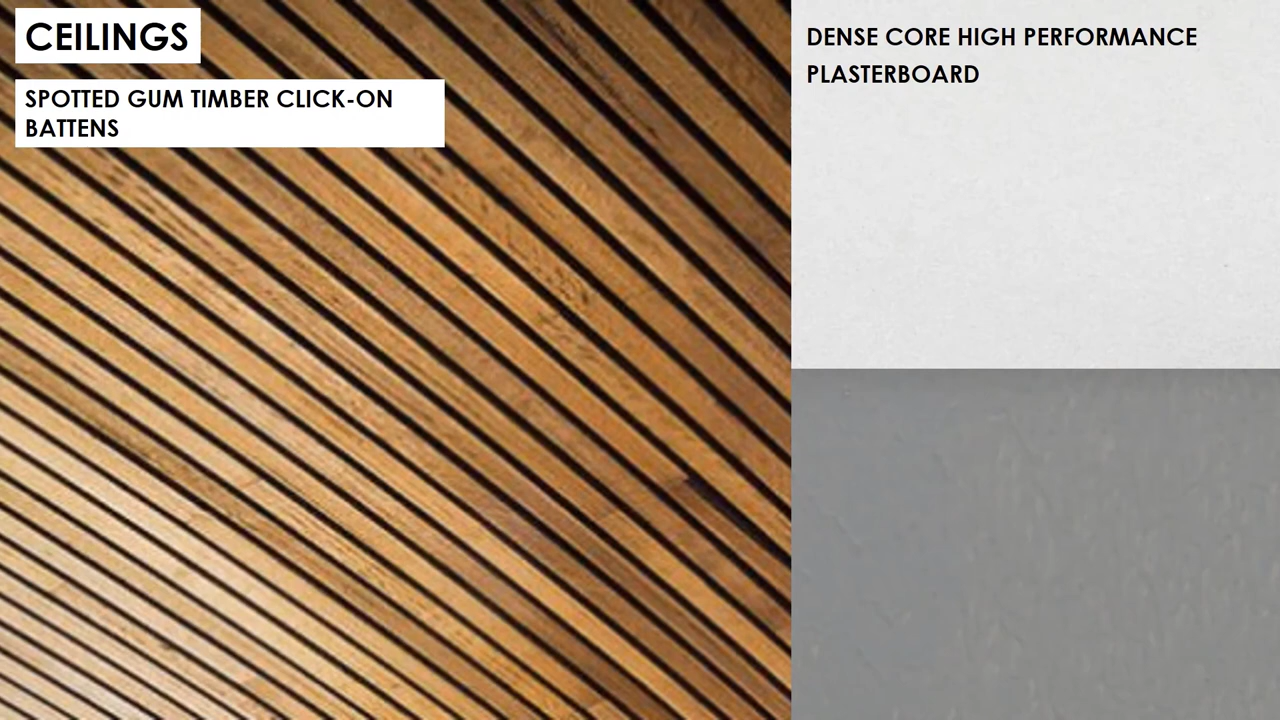 CEILINGS
SPOTTED GUM TIMBER CLICK-ON
BATTENS
DENSE CORE HIGH PERFORMANCE
PLASTERBOARD